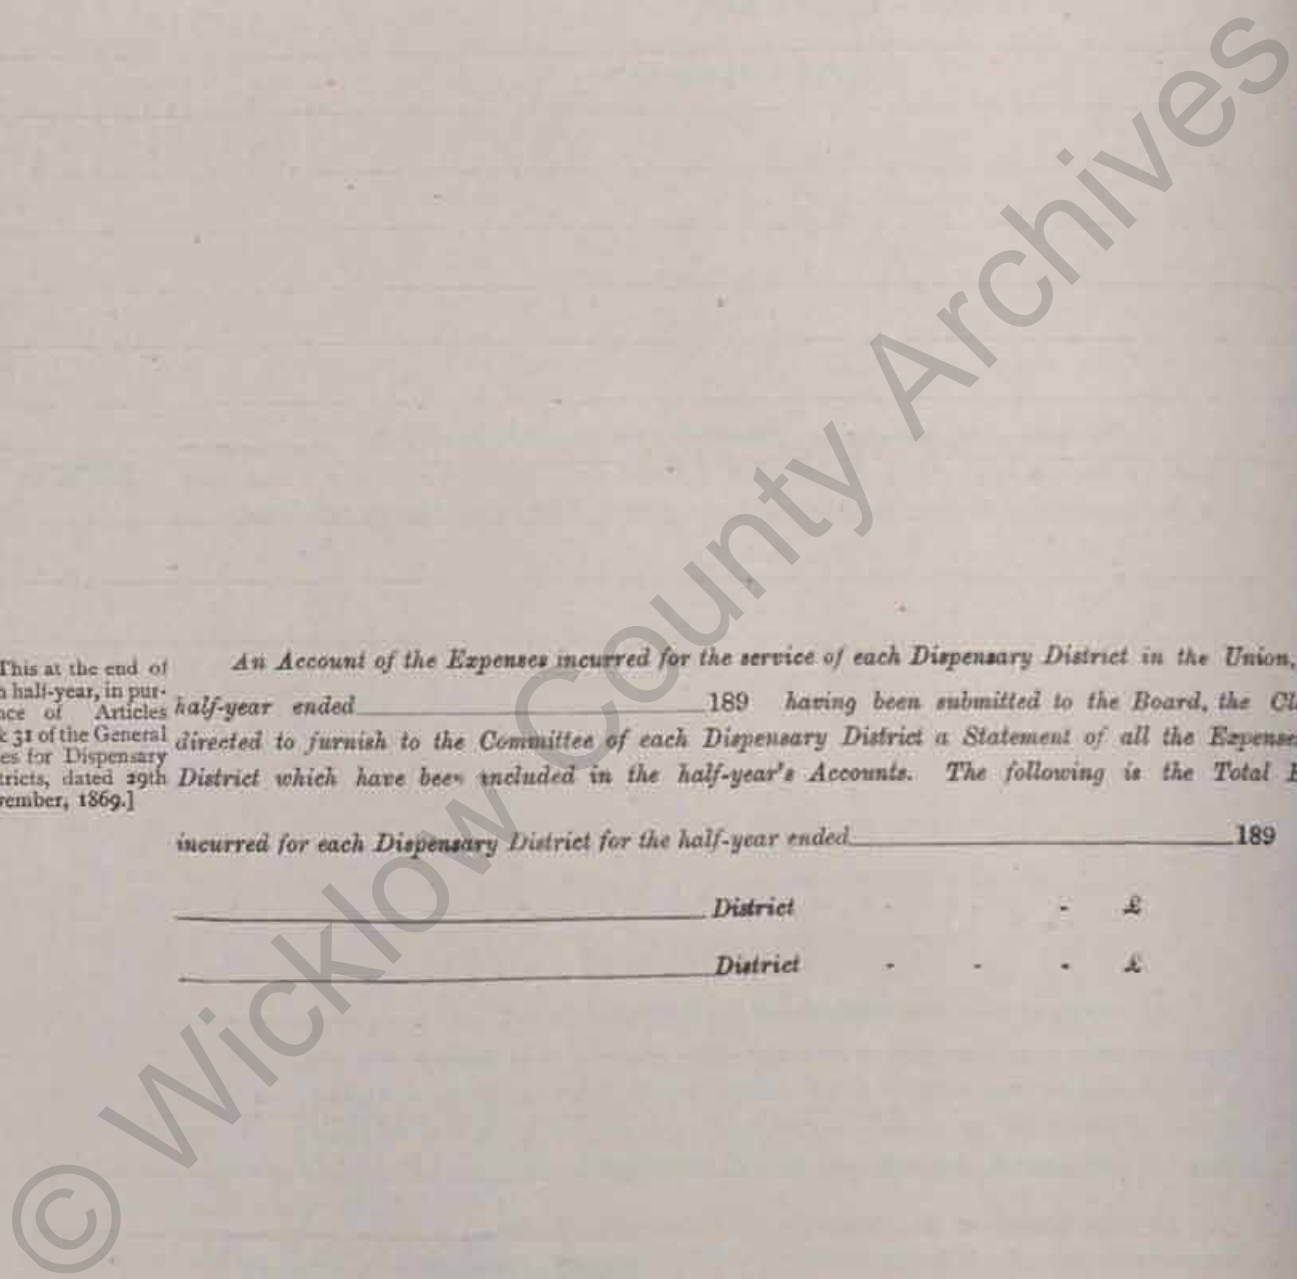 This at the end of
half-year, in pur-
of Articles
31 of the General
for Dispensary
dated 29th
1869.]
An Account of the Expenses incurred for the service of each Dispensary District in the Union,
half-year ended 189 having been submitted to the Board, the
directed to furnish to the Committee of each Dispensary District a Statement of all the Expenses
District which have been included in the half-year's Accounts. The following is the Total
incurred for each Dispensary District for the half-year ended 189
District - £
District - - - £
© Wicklow County Archives